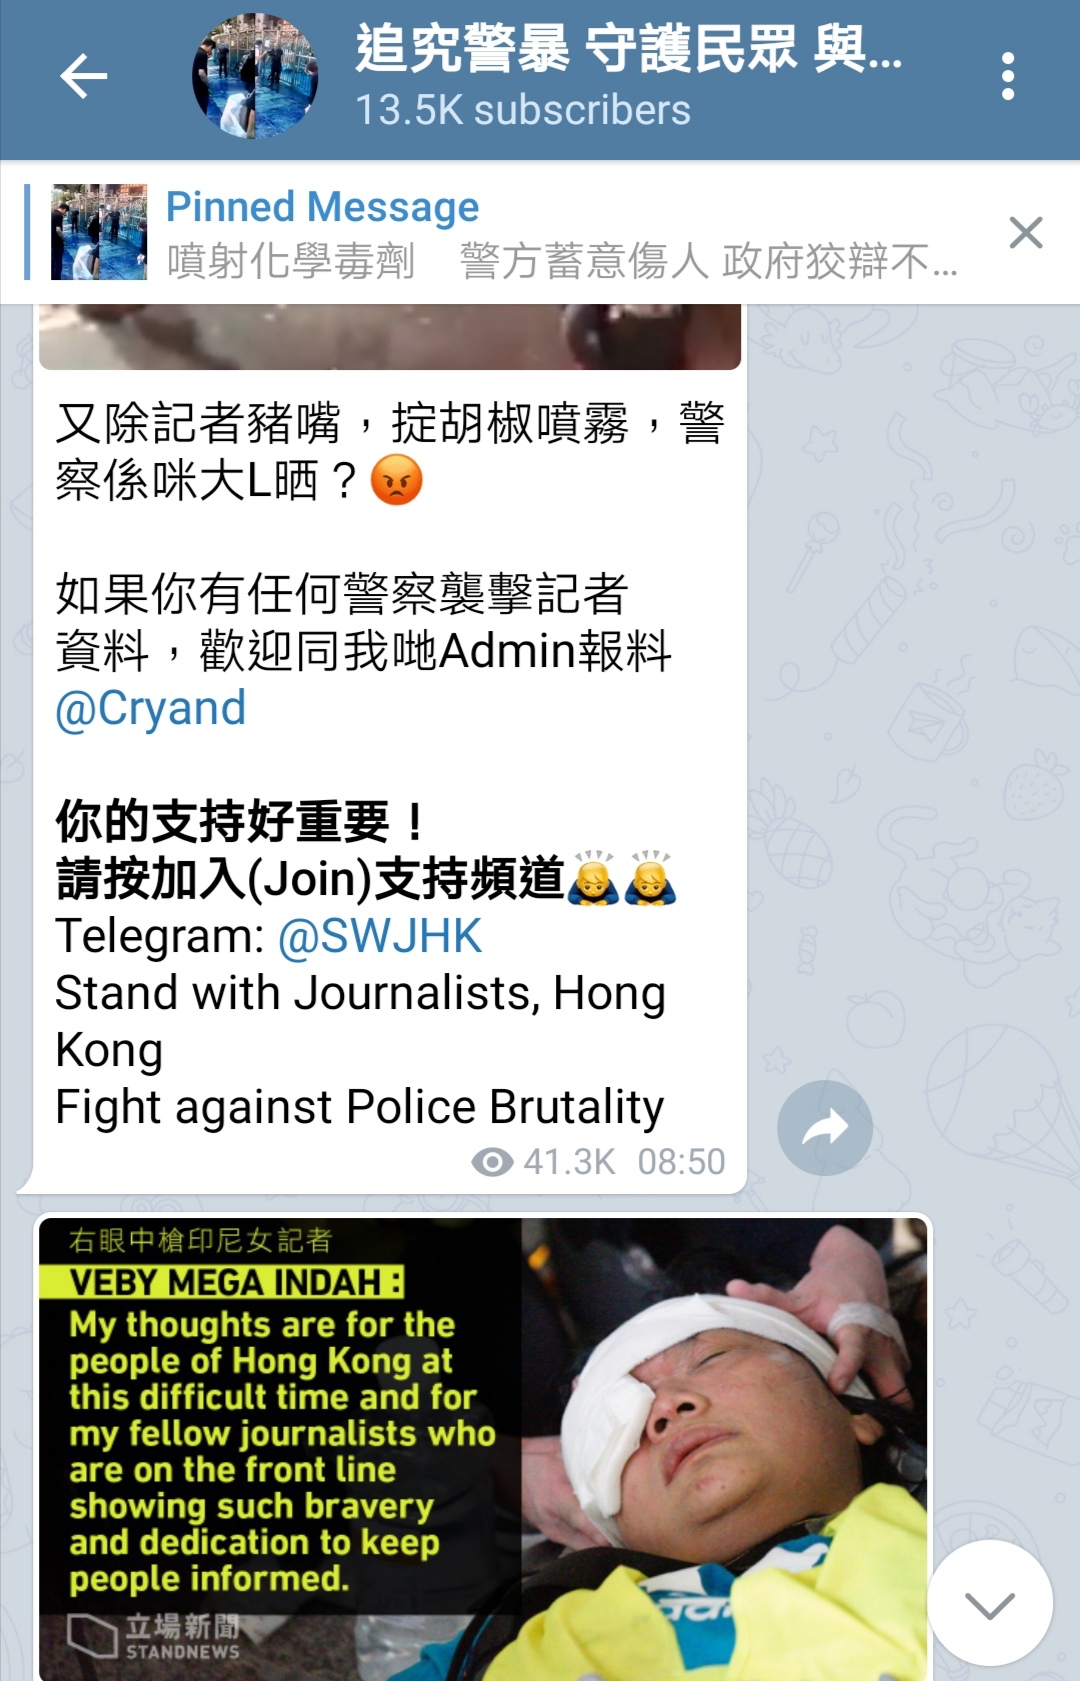 追究警暴 守護民眾 與...
13.5K subscribers
Pinned Message
噴射化學毒劑　警方蓄意傷人 政府狡辯不...
又除記者豬嘴，掟胡椒噴霧，警
察係咪大L晒？😡
如果你有任何警察襲擊記者
資料，歡迎同我哋Admin報料
@Cryand
你的支持好重要！
請按加入(Join)支持頻道🙇🙇
Telegram: @SWJHK
Stand with Journalists, Hong
Kong
Fight against Police Brutality
41.3K 08:50
右眼中槍印尼女記者
VEBY MEGA INDAH :
My thoughts are for the
people of Hong Kong at
this difficult time and for
my fellow journalists who
are on the front line
showing such bravery
and dedication to keep
people informed.
立場新聞
STANDNEWS